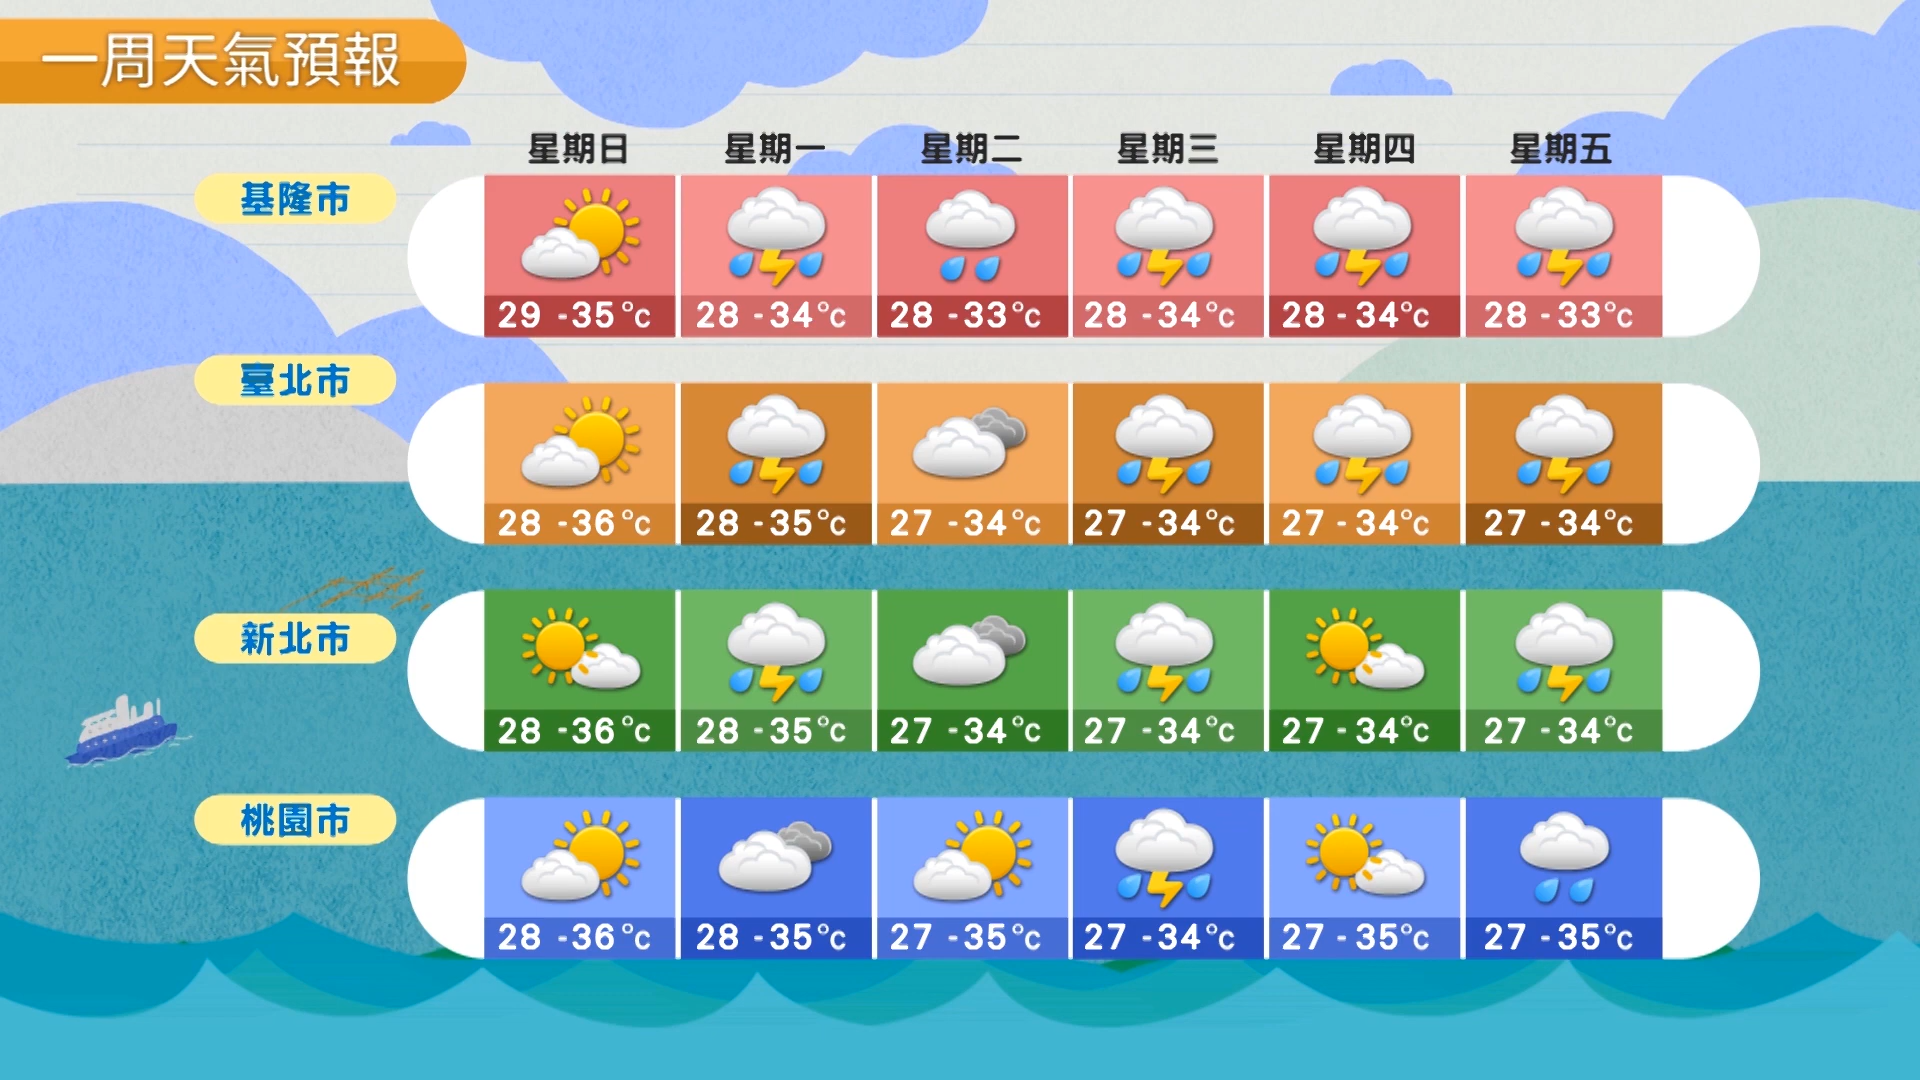 一周天氣預報
星期日 星期一 星期二 星期三 星期四 星期五
基隆市
29 -35°C 28 -34°C 28 -33°C 28 -34°C 28 -34°C 28 -33°C
臺北市
28 -36°C 28 -35°C 27 -34°C 27 -34°C 27 -34°C 27 -34°C
新北市
28 -36°C 28 -35°C 27 -34°C 27 -34°C 27 -34°C 27 -34°C
桃園市
28 -36°C 28 -35°C 27 -35°C 27 -34°C 27 -35°C 27 -35°C